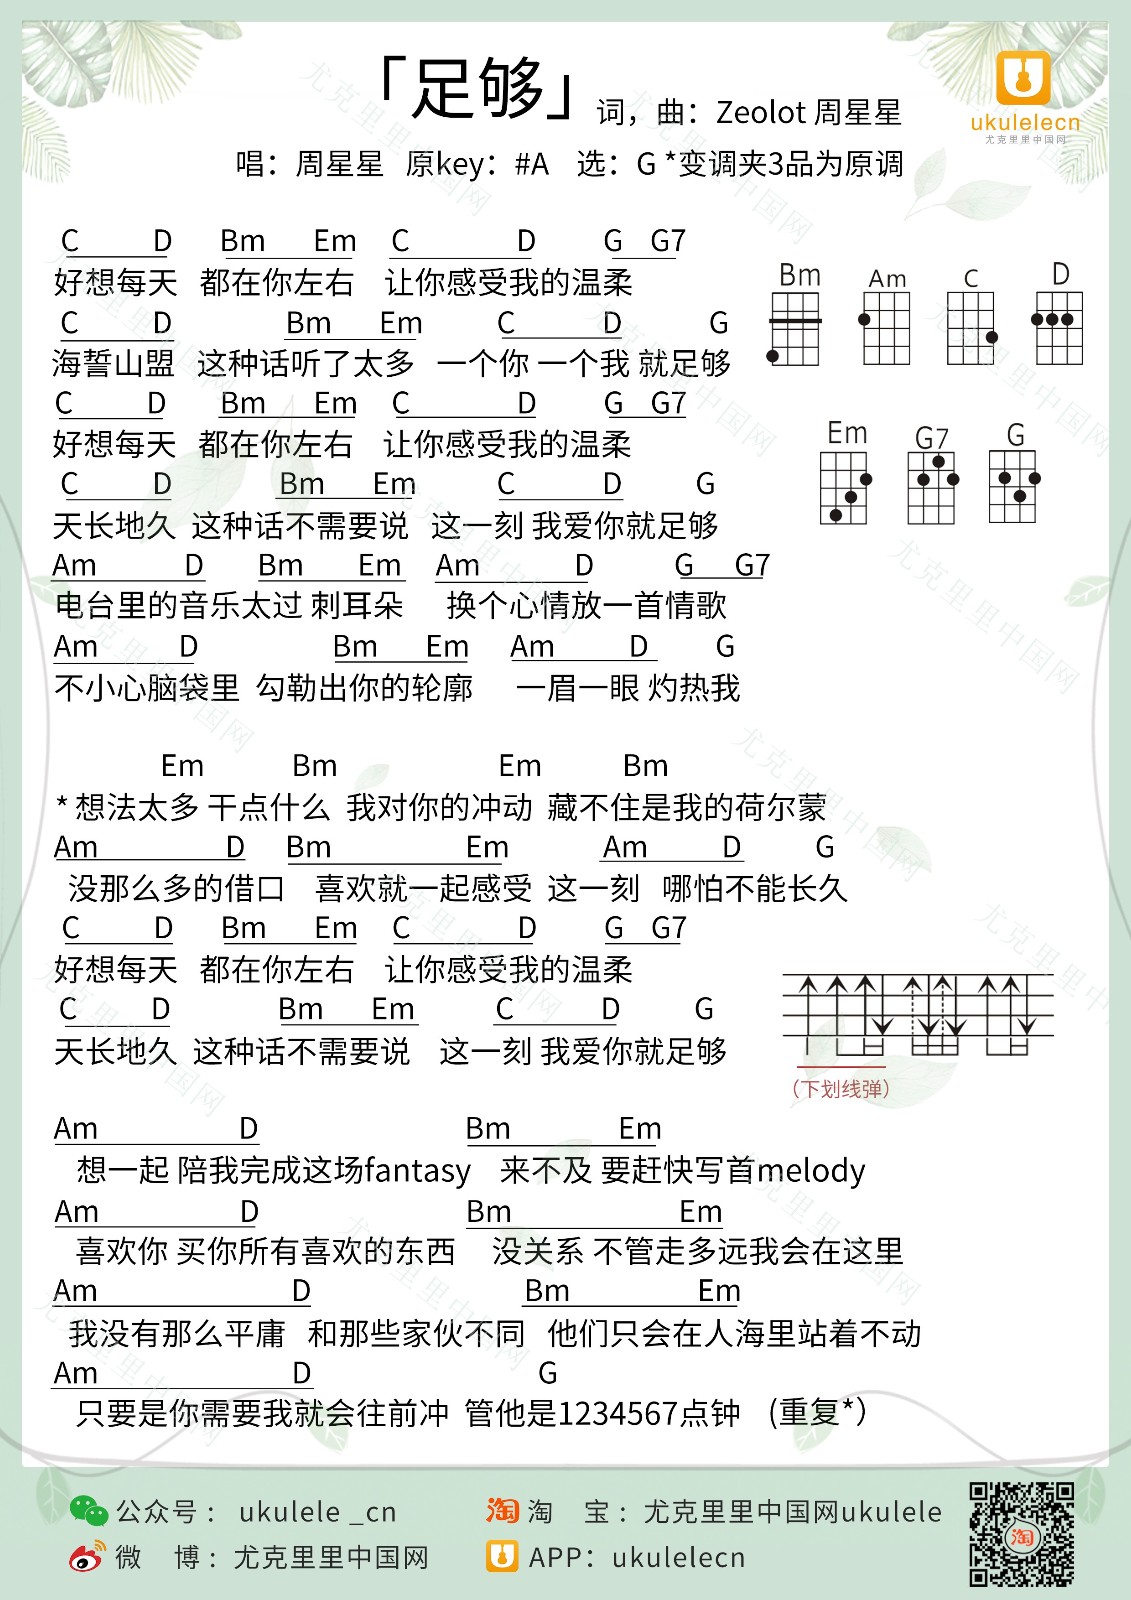 「足够」
词，曲：Zeolot 周星星
ukulelecn
尤克里里中国网
唱：周星星 原key：#A 选：G *变调夹3品为原调
C D Bm Em C D G G7
好想每天 都在你左右 让你感受我的温柔
C D Bm Em C D G
海誓山盟 这种话听了太多 一个你 一个我 就足够
C D Bm Em C D G G7
好想每天 都在你左右 让你感受我的温柔
C D Bm Em C D G
天长地久 这种话不需要说 这一刻 我爱你就足够
Am D Bm Em Am D G G7
电台里的音乐太过 刺耳朵 换个心情放一首情歌
Am D Bm Em Am D G
不小心脑袋里 勾勒出你的轮廓 一眉一眼 灼热我
Bm Am C D
Em G7 G
Em Bm Em Bm
* 想法太多 干点什么 我对你的冲动 藏不住是我的荷尔蒙
Am D Bm Em Am D G
没那么多的借口 喜欢就一起感受 这一刻 哪怕不能长久
C D Bm Em C D G G7
好想每天 都在你左右 让你感受我的温柔
C D Bm Em C D G
天长地久 这种话不需要说 这一刻 我爱你就足够
（下划线弹）
Am D Bm Em
想一起 陪我完成这场fantasy 来不及 要赶快写首melody
Am D Bm Em
喜欢你 买你所有喜欢的东西 没关系 不管走多远我会在这里
Am D Bm Em
我没有那么平庸 和那些家伙不同 他们只会在人海里站着不动
Am D G
只要是你需要我就会往前冲 管他是1234567点钟 （重复*）
公众号： ukulele _cn
淘 宝：尤克里里中国网ukulele
微 博：尤克里里中国网
APP：ukulelecn
淘